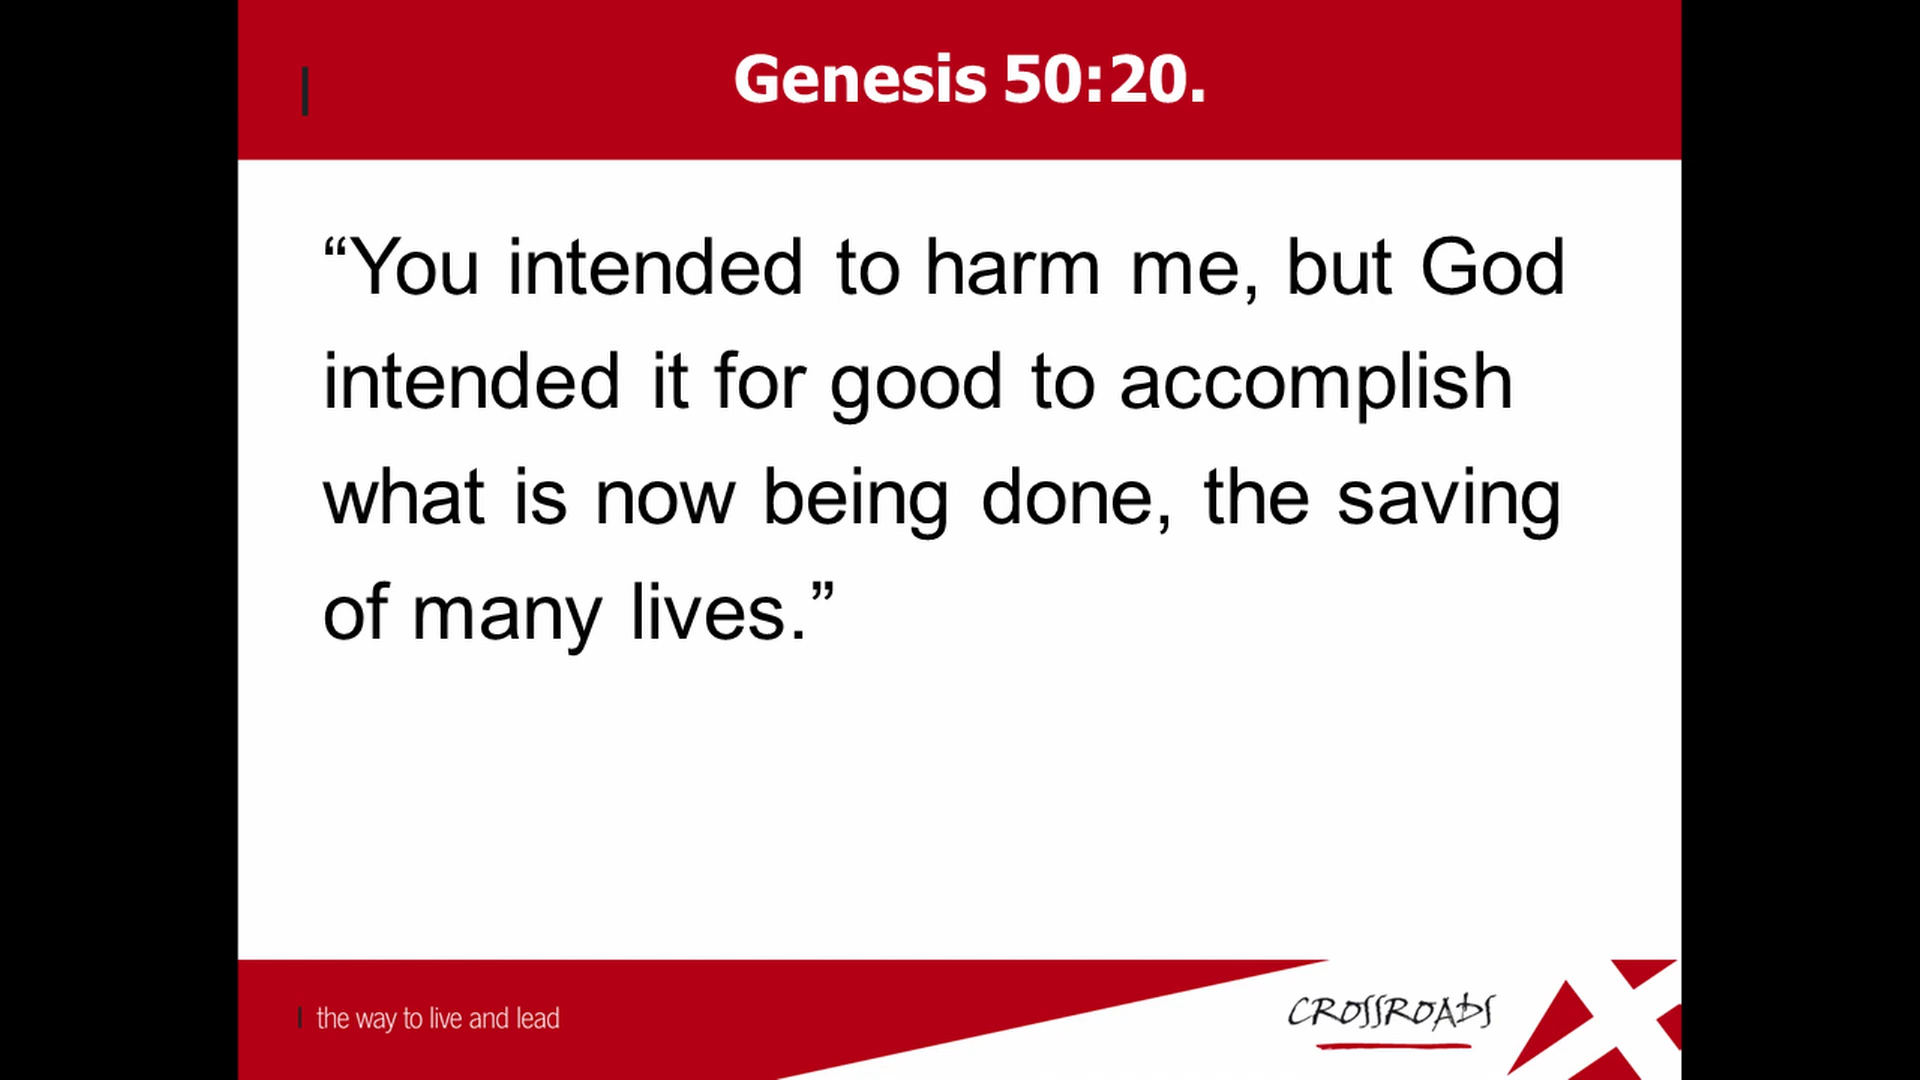 Genesis 50:20.
“You intended to harm me, but God
intended it for good to accomplish
what is now being done, the saving
of many lives.”
the way to live and lead
CROSSROADS